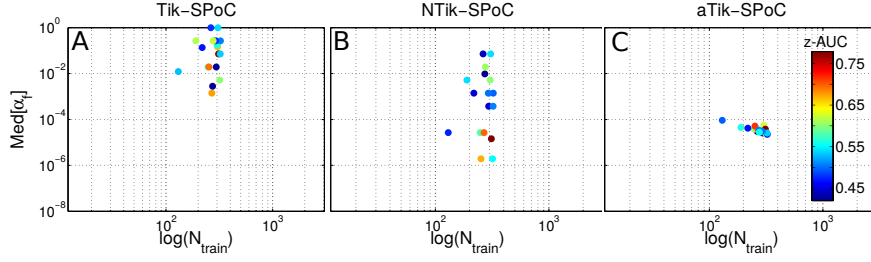 Tik-SPoC NTik-SPoC aTik-SPoC
A B C
z-AUC
0.75
0.65
0.55
0.45
Med[α_f]
10^0
10^−2
10^−4
10^−6
10^−8
10^2 10^3 10^2 10^3 10^2 10^3
log(N_train) log(N_train) log(N_train)